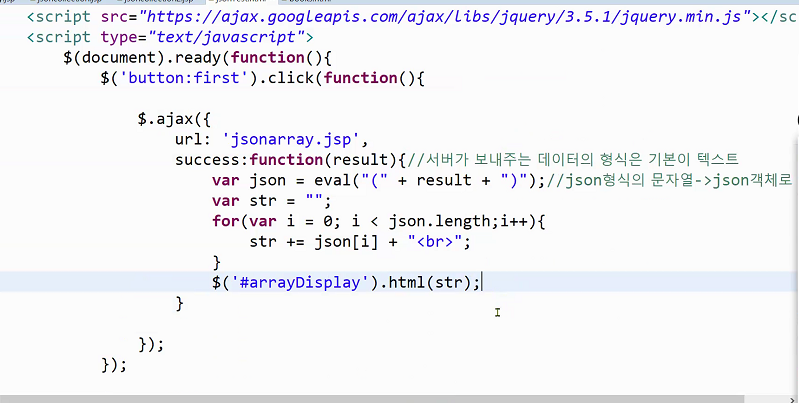 <script src="https://ajax.googleapis.com/ajax/libs/jquery/3.5.1/jquery.min.js"></sc
<script type="text/javascript">
$(document).ready(function(){
$('button:first').click(function(){
$.ajax({
url: 'jsonarray.jsp',
success:function(result){//서버가 보내주는 데이터의 형식은 기본이 텍스트
var json = eval("(" + result + ")");//json형식의 문자열->json객체로
var str = "";
for(var i = 0; i < json.length;i++){
str += json[i] + "<br>";
}
$('#arrayDisplay').html(str);
}
});
});